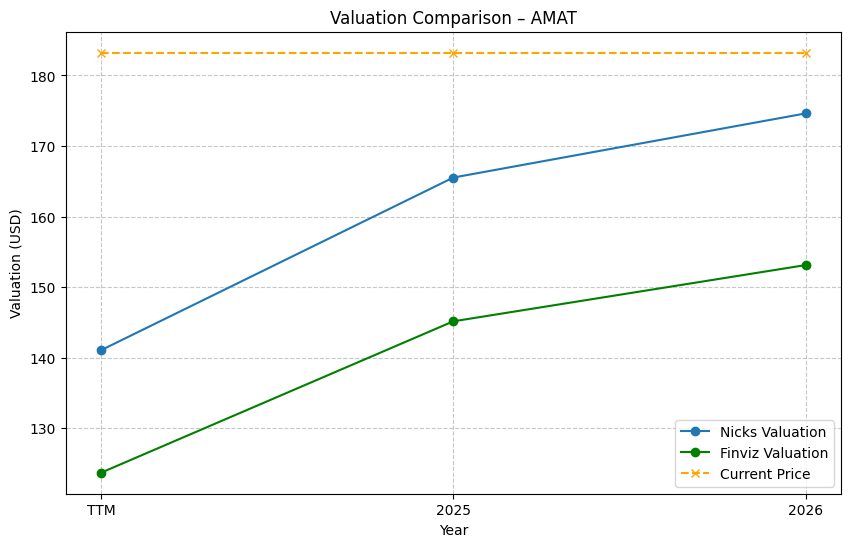 Valuation Comparison – AMAT
Valuation (USD)
180
170
160
150
140
130
TTM
2025
2026
Year
Nicks Valuation
Finviz Valuation
Current Price